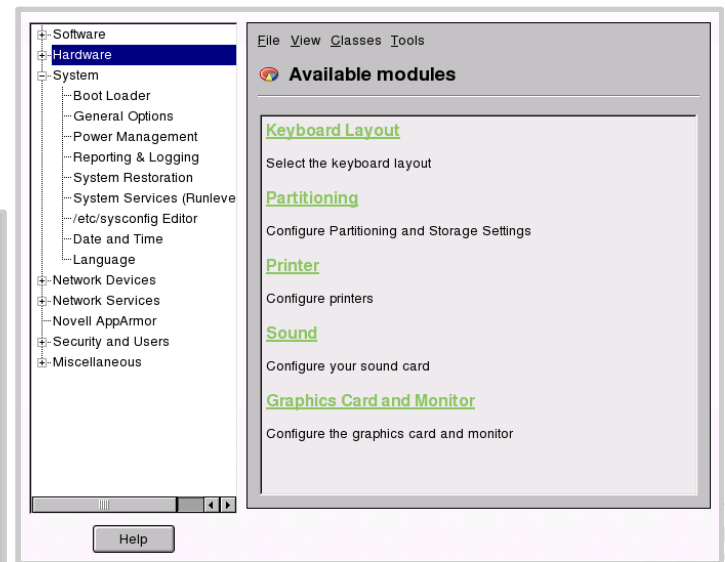 Software
Hardware
System
Boot Loader
General Options
Power Management
Reporting & Logging
System Restoration
System Services (Runleve
/etc/sysconfig Editor
Date and Time
Language
Network Devices
Network Services
Novell AppArmor
Security and Users
Miscellaneous
Help
File View Classes Tools
Available modules
Keyboard Layout
Select the keyboard layout
Partitioning
Configure Partitioning and Storage Settings
Printer
Configure printers
Sound
Configure your sound card
Graphics Card and Monitor
Configure the graphics card and monitor